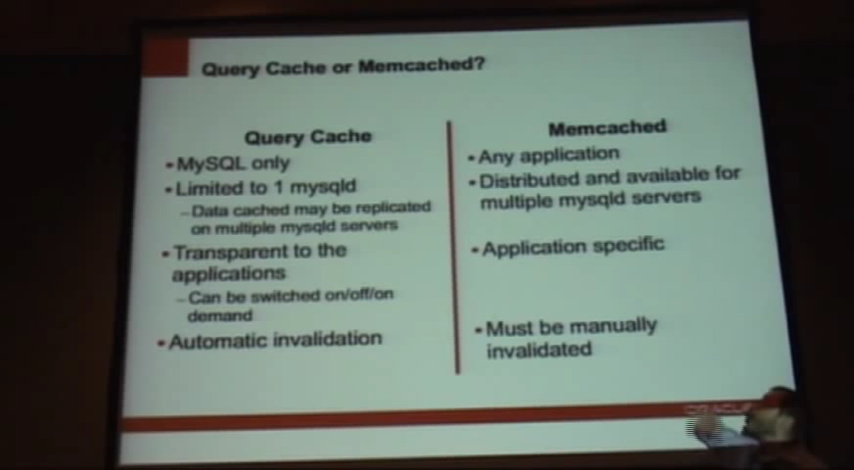 Query Cache or Memcached?
Query Cache
• MySQL only
• Limited to 1 mysqld
– Data cached may be replicated
on multiple mysqld servers
• Transparent to the
applications
– Can be switched on/off/on
demand
• Automatic invalidation
Memcached
• Any application
• Distributed and available for
multiple mysqld servers
• Application specific
• Must be manually
invalidated
ORACLE